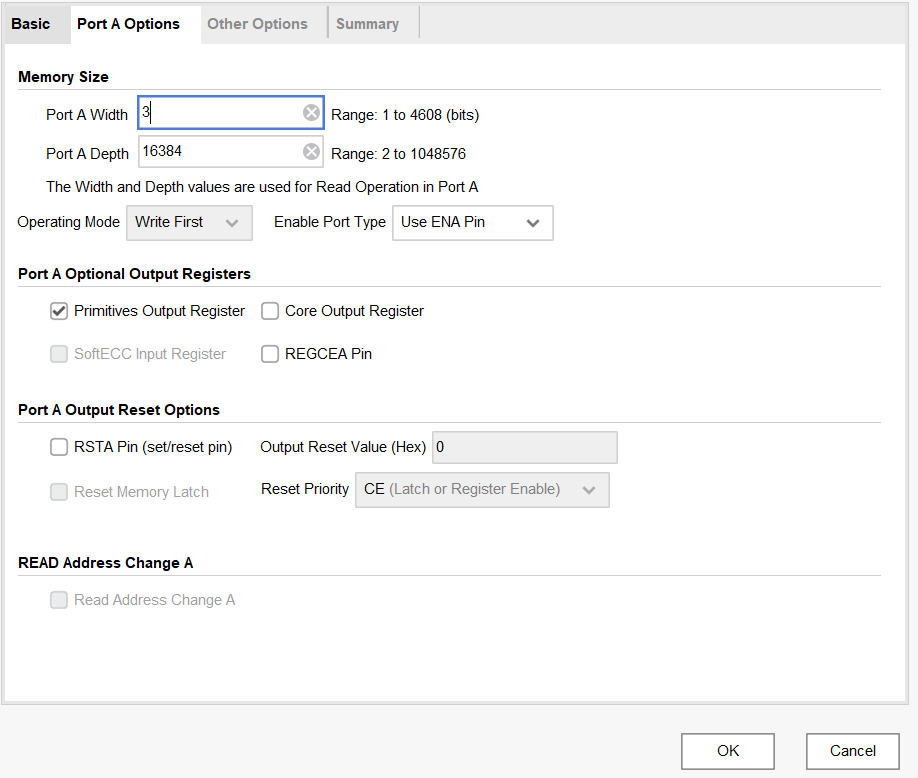 Basic Port A Options Other Options Summary
Memory Size
Port A Width 3 Range: 1 to 4608 (bits)
Port A Depth 16384 Range: 2 to 1048576
The Width and Depth values are used for Read Operation in Port A
Operating Mode Write First Enable Port Type Use ENA Pin
Port A Optional Output Registers
Primitives Output Register Core Output Register
SoftECC Input Register REGCEA Pin
Port A Output Reset Options
RSTA Pin (set/reset pin) Output Reset Value (Hex) 0
Reset Memory Latch Reset Priority CE (Latch or Register Enable)
READ Address Change A
Read Address Change A
OK Cancel